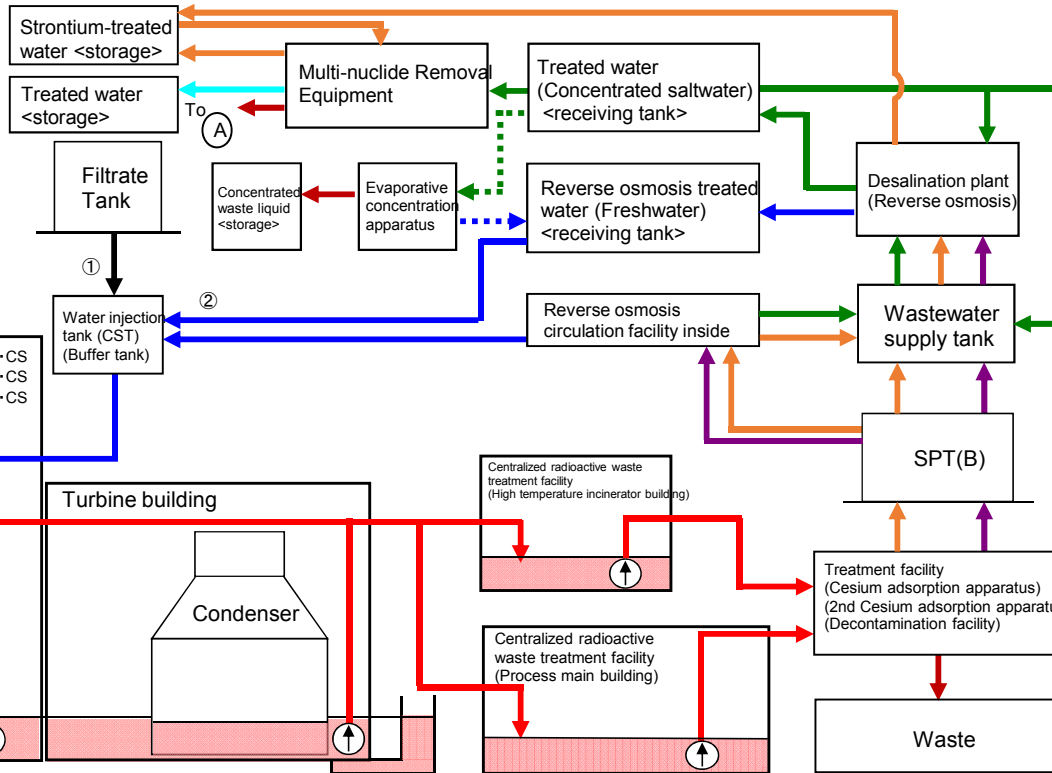 Strontium-treated
water <storage>
Treated water
<storage>
To
A
Multi-nuclide Removal
Equipment
Treated water
(Concentrated saltwater)
<receiving tank>
Filtrate
Tank
Concentrated
waste liquid
<storage>
Evaporative
concentration
apparatus
Reverse osmosis treated
water (Freshwater)
<receiving tank>
Desalination plant
(Reverse osmosis)
①
②
Water injection
tank (CST)
(Buffer tank)
Reverse osmosis
circulation facility inside
Wastewater
supply tank
・CS
・CS
・CS
SPT(B)
Turbine building
Condenser
Centralized radioactive waste
treatment facility
(High temperature incinerator building)
Treatment facility
(Cesium adsorption apparatus)
(2nd Cesium adsorption apparatu
(Decontamination facility)
Centralized radioactive
waste treatment facility
(Process main building)
Waste